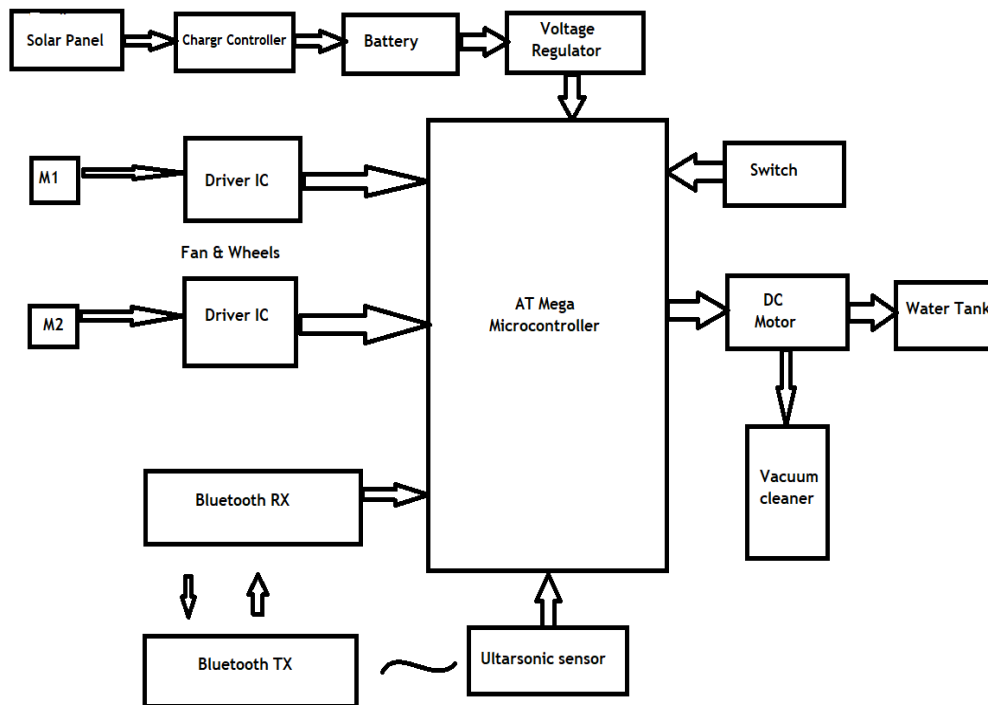 Solar Panel
Chargr Controller
Battery
Voltage
Regulator
M1
Driver IC
Switch
Fan & Wheels
M2
Driver IC
AT Mega
Microcontroller
DC
Motor
Water Tank
Bluetooth RX
Vacuum
cleaner
Bluetooth TX
Ultarsonic sensor